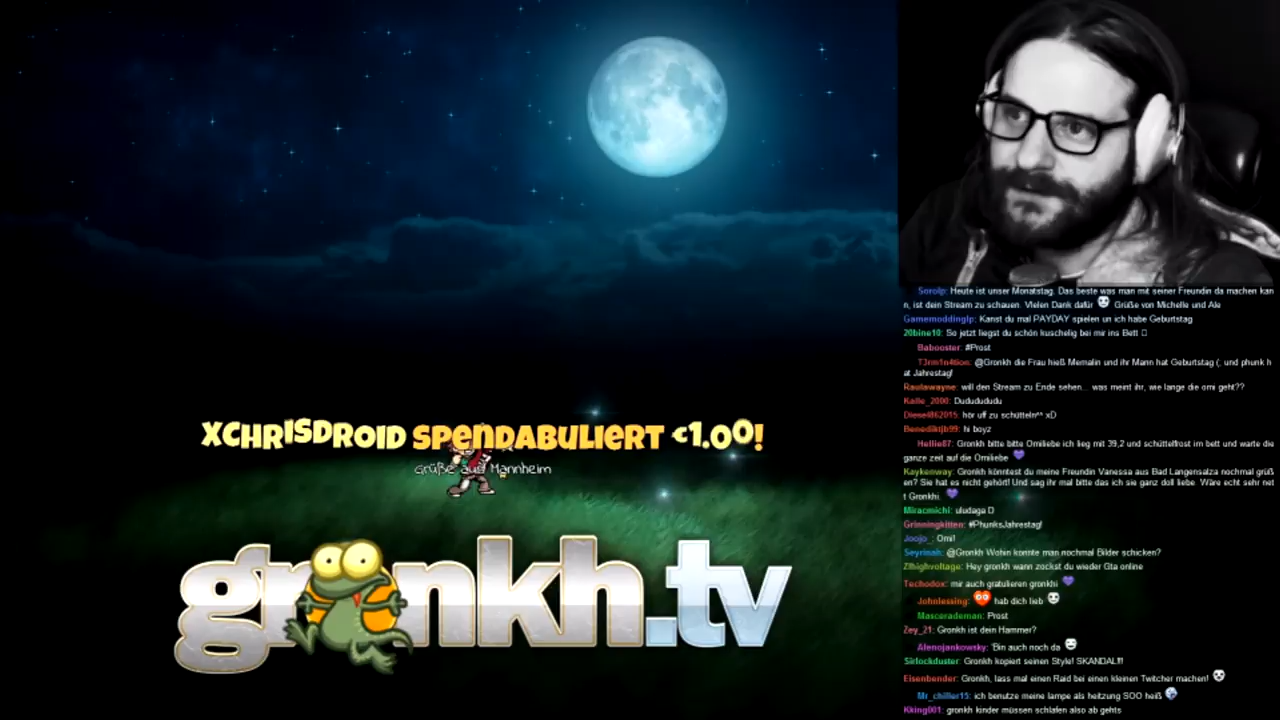 XCHRISDROID SPENDABULIERT €1.00!
Grüße aus Mannheim
gronkh.tv
Sorolp: Heute ist unser Monatstag. Das beste was man mit seiner Freundin da machen kan
n, ist dein Stream zu schauen. Vielen Dank dafür Grüße von Michelle und Ale
Gamemoddinglp: Kanst du mal PAYDAY spielen un ich habe Geburtstag
20bine10: So jetzt liegst du schön kuschelig bei mir ins Bett
Babooster: #Prost
T3rm1n4tion: @Gronkh die Frau hieß Memalin und ihr Mann hat Geburtstag (, und phunk h
at Jahrestag!
Raulawayne: will den Stream zu Ende sehen... was meint ihr, wie lange die omi geht??
Kalle_2000: Dudududududu
Diese4162015: hör uff zu schütteln^^ xD
Benediktjb99: hi boyz
Hellie87: Gronkh bitte bitte Omiliebe ich lieg mit 39,2 und schüttelfrost im bett und warte die
ganze zeit auf die Omiliebe
Kaykenway: Gronkh könntest du meine Freundin Vanessa aus Bad Langensalza nochmal grüß
en? Sie hat es nicht gehört! Und sag ihr mal bitte das ich sie ganz doll liebe. Wäre echt sehr net
t Gronkhi.
Miracmichi: uludaga D
Grinningkitten: #PhunksJahrestag!
Joojo_: Omi!
Seyrinah: @Gronkh Wohin konnte man nochmal Bilder schicken?
Zlhighvoltage: Hey gronkh wann zockst du wieder Gta online
Techodox: mir auch gratulieren gronkhi
Johnlessing: hab dich lieb
Mascarademan: Prost
Zey_21: Gronkh ist dein Hammer?
Alenojankowsky: 'Bin auch noch da
Sirlockduster: Gronkh kopiert seinen Style! SKANDAL!!!
Eisenbender: Gronkh, lass mal einen Raid bei einen kleinen Twitcher machen!
Mr_chiller15: ich benutze meine lampe als heitzung SOO heiß
Kking001: gronkh kinder müssen schlafen also ab gehts